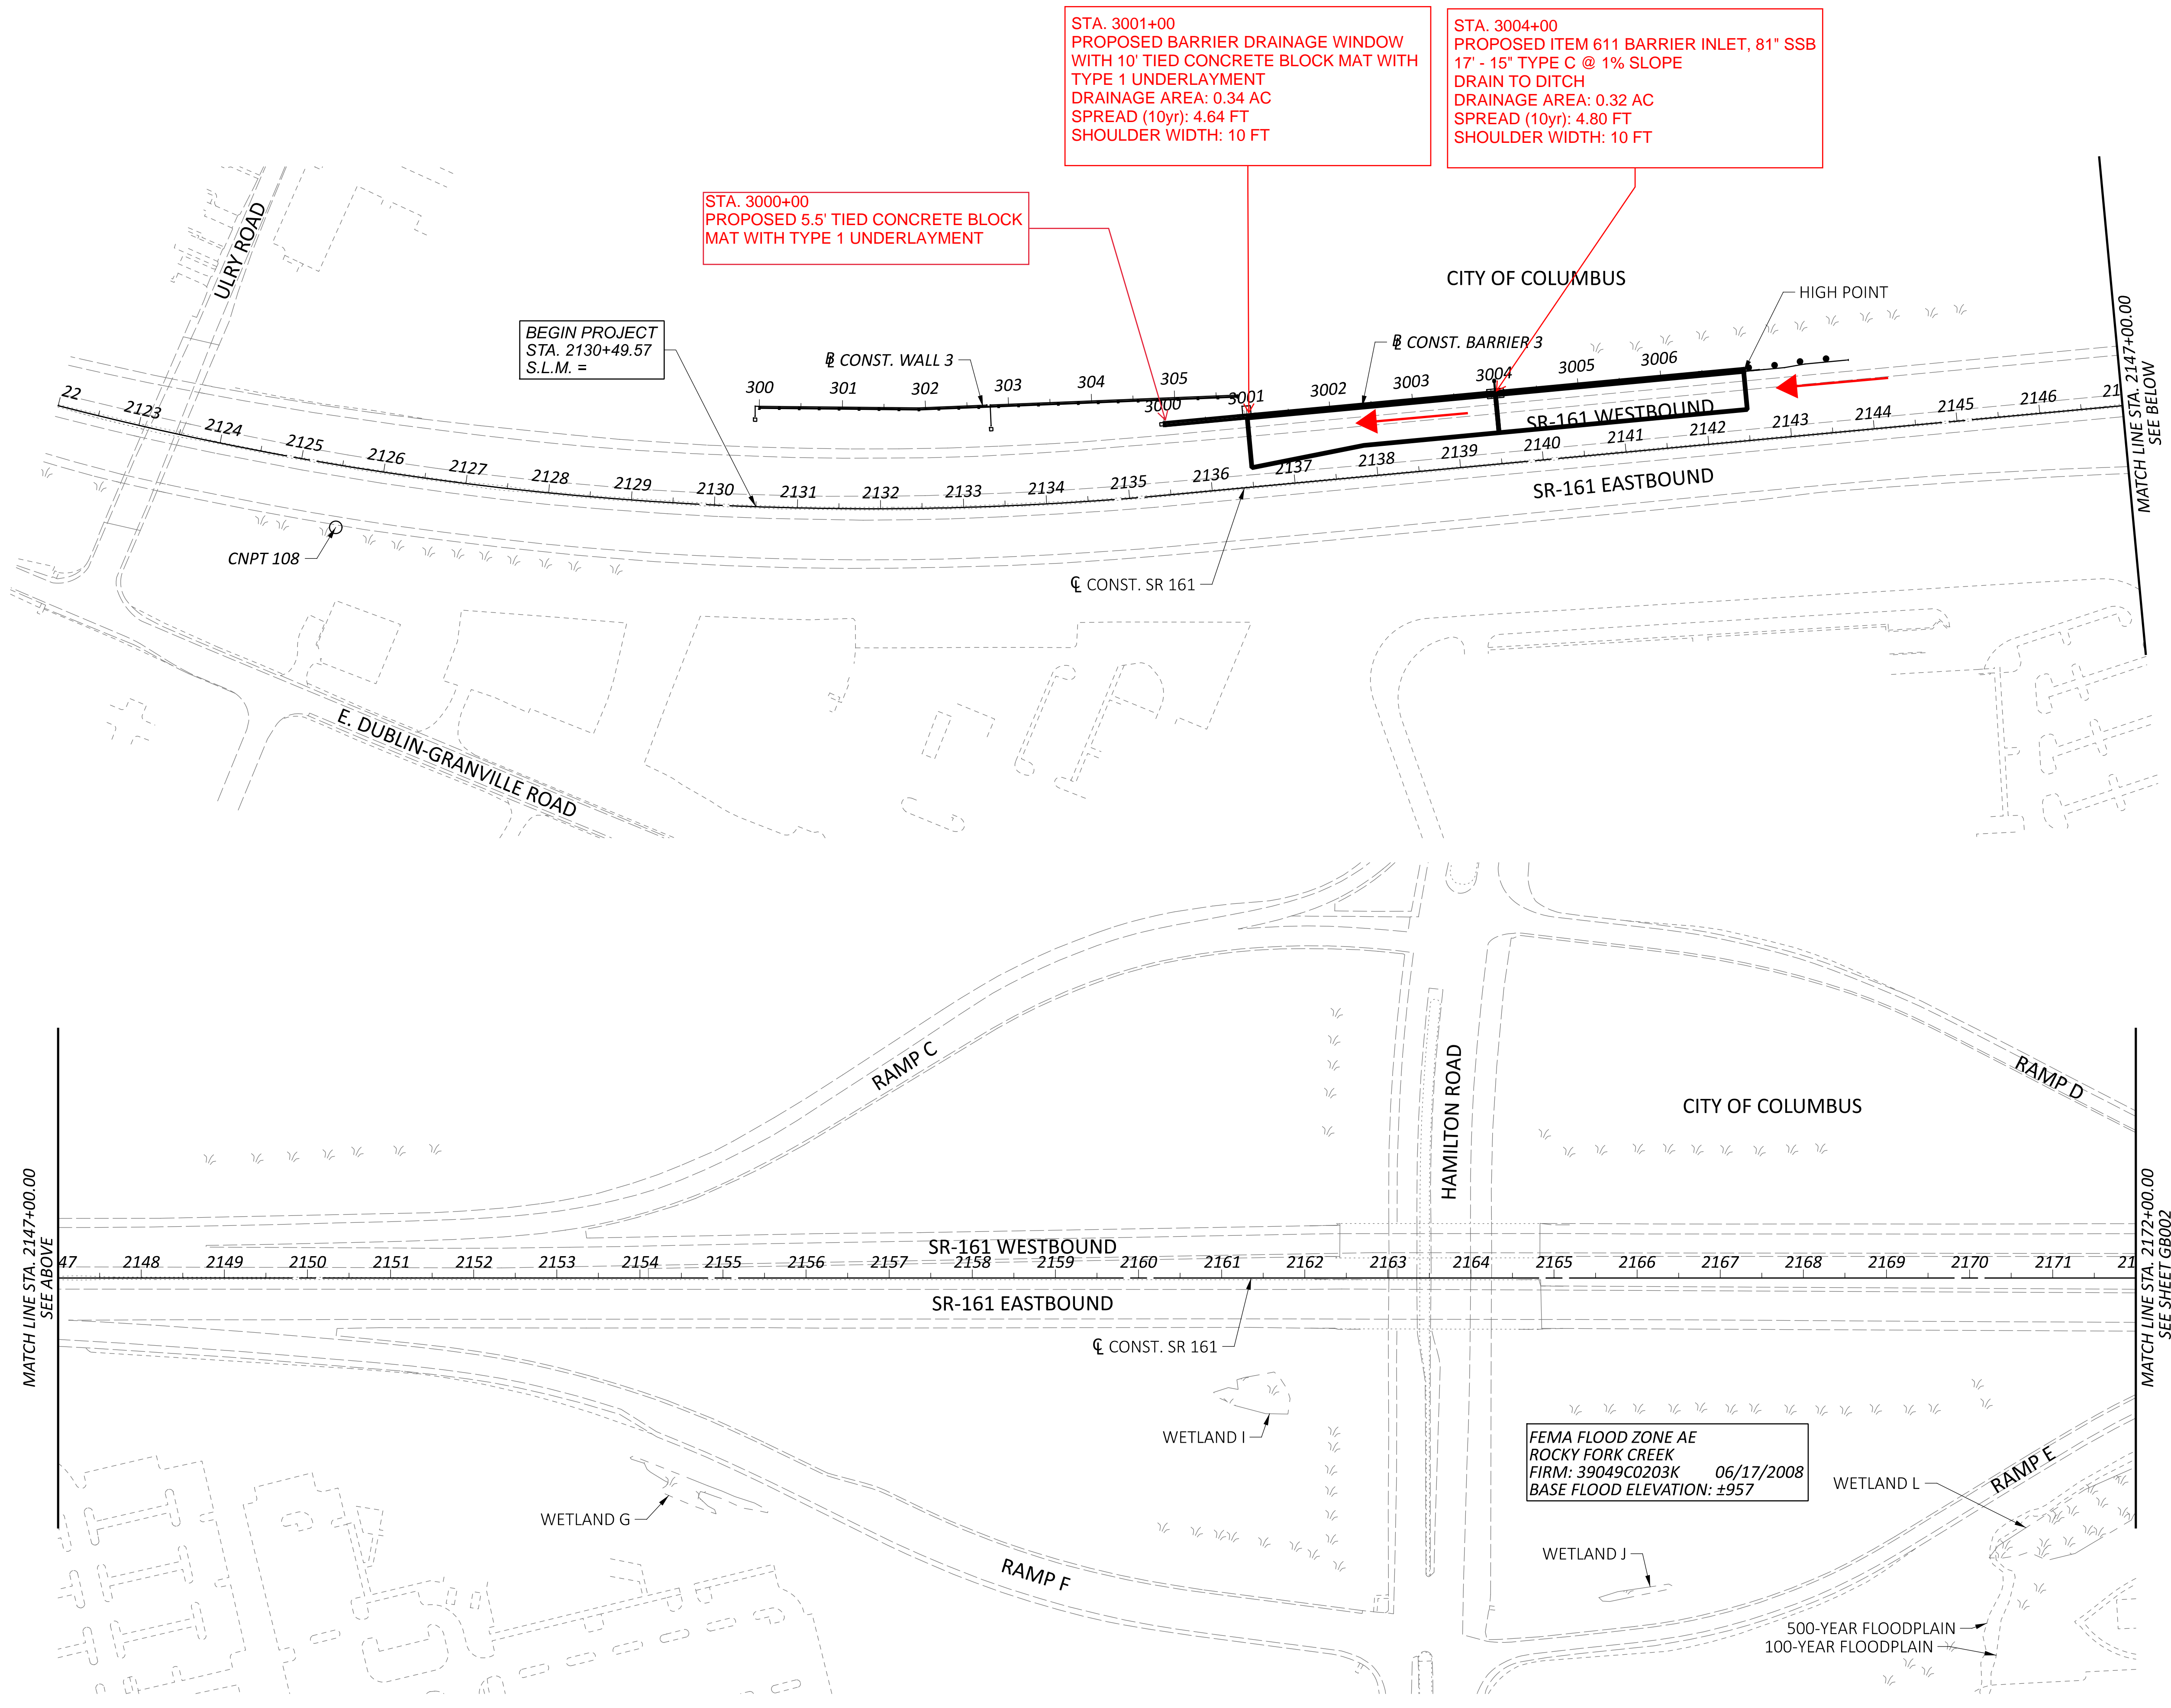 STA. 3001+00
PROPOSED BARRIER DRAINAGE WINDOW
WITH 10' TIED CONCRETE BLOCK MAT WITH
TYPE 1 UNDERLAYMENT
DRAINAGE AREA: 0.34 AC
SPREAD (10yr): 4.64 FT
SHOULDER WIDTH: 10 FT
STA. 3004+00
PROPOSED ITEM 611 BARRIER INLET, 81" SSB
17' - 15" TYPE C @ 1% SLOPE
DRAIN TO DITCH
DRAINAGE AREA: 0.32 AC
SPREAD (10yr): 4.80 FT
SHOULDER WIDTH: 10 FT
STA. 3000+00
PROPOSED 5.5' TIED CONCRETE BLOCK
MAT WITH TYPE 1 UNDERLAYMENT
ULRY ROAD
CITY OF COLUMBUS
HIGH POINT
BEGIN PROJECT
STA. 2130+49.57
S.L.M. =
℄ CONST. WALL 3
℄ CONST. BARRIER 3
300 301 302 303 304 305
3000 3001 3002 3003 3004 3005 3006
SR-161 WESTBOUND
22 2123 2124 2125 2126 2127 2128 2129 2130 2131 2132 2133 2134 2135 2136 2137 2138 2139 2140 2141 2142 2143 2144 2145 2146 21
MATCH LINE STA. 2147+00.00
SEE BELOW
SR-161 EASTBOUND
CNPT 108
℄ CONST. SR 161
E. DUBLIN-GRANVILLE ROAD
RAMP C
HAMILTON ROAD
RAMP D
CITY OF COLUMBUS
MATCH LINE STA. 2147+00.00
SEE ABOVE
SR-161 WESTBOUND
47 2148 2149 2150 2151 2152 2153 2154 2155 2156 2157 2158 2159 2160 2161 2162 2163 2164 2165 2166 2167 2168 2169 2170 2171 21
MATCH LINE STA. 2172+00.00
SEE SHEET GB002
SR-161 EASTBOUND
℄ CONST. SR 161
WETLAND I
FEMA FLOOD ZONE AE
ROCKY FORK CREEK
FIRM: 39049C0203K 06/17/2008
BASE FLOOD ELEVATION: ±957
WETLAND L
RAMP E
WETLAND G
WETLAND J
RAMP F
500-YEAR FLOODPLAIN
100-YEAR FLOODPLAIN